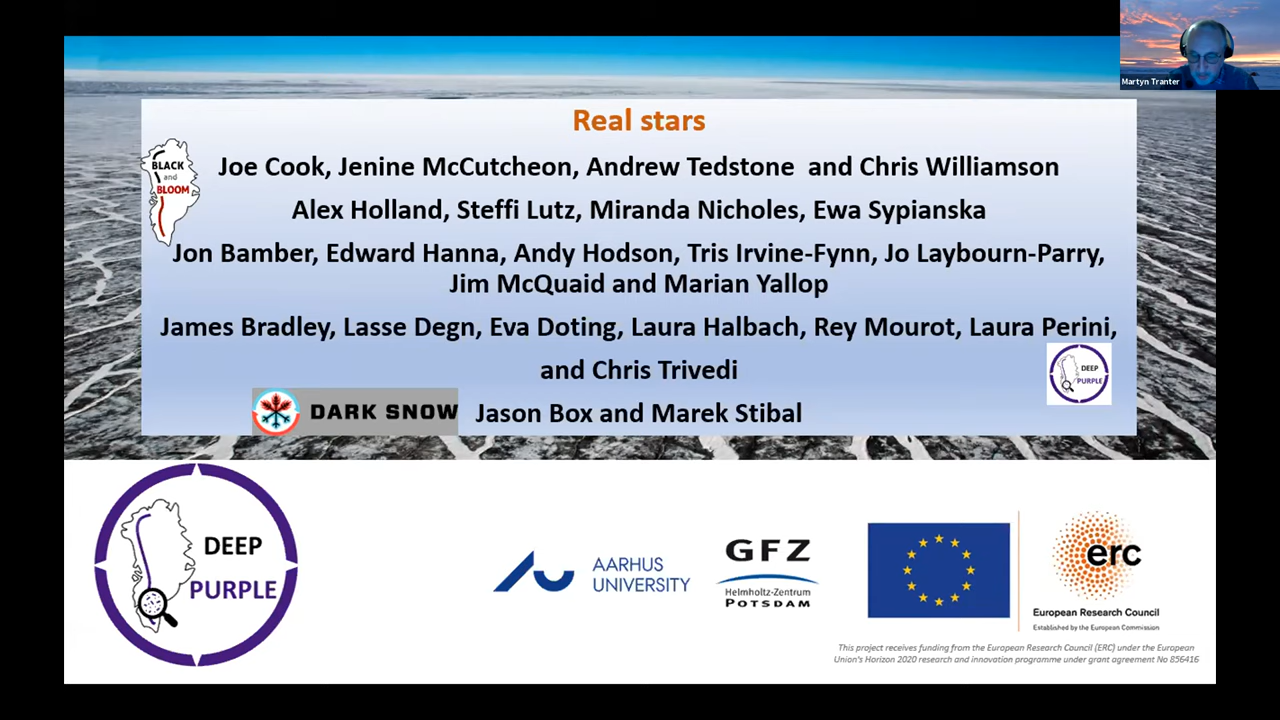 Martyn Tranter
Real stars
BLACK
and
BLOOM
Joe Cook, Jenine McCutcheon, Andrew Tedstone and Chris Williamson
Alex Holland, Steffi Lutz, Miranda Nicholes, Ewa Sypianska
Jon Bamber, Edward Hanna, Andy Hodson, Tris Irvine-Fynn, Jo Laybourn-Parry,
Jim McQuaid and Marian Yallop
James Bradley, Lasse Degn, Eva Doting, Laura Halbach, Rey Mourot, Laura Perini,
and Chris Trivedi
DEEP
PURPLE
DARK SNOW
Jason Box and Marek Stibal
DEEP
PURPLE
AARHUS
UNIVERSITY
GFZ
Helmholtz-Zentrum
POTSDAM
erc
European Research Council
Established by the European Commission
This project receives funding from the European Research Council (ERC) under the European
Union's Horizon 2020 research and innovation programme under grant agreement No 856416